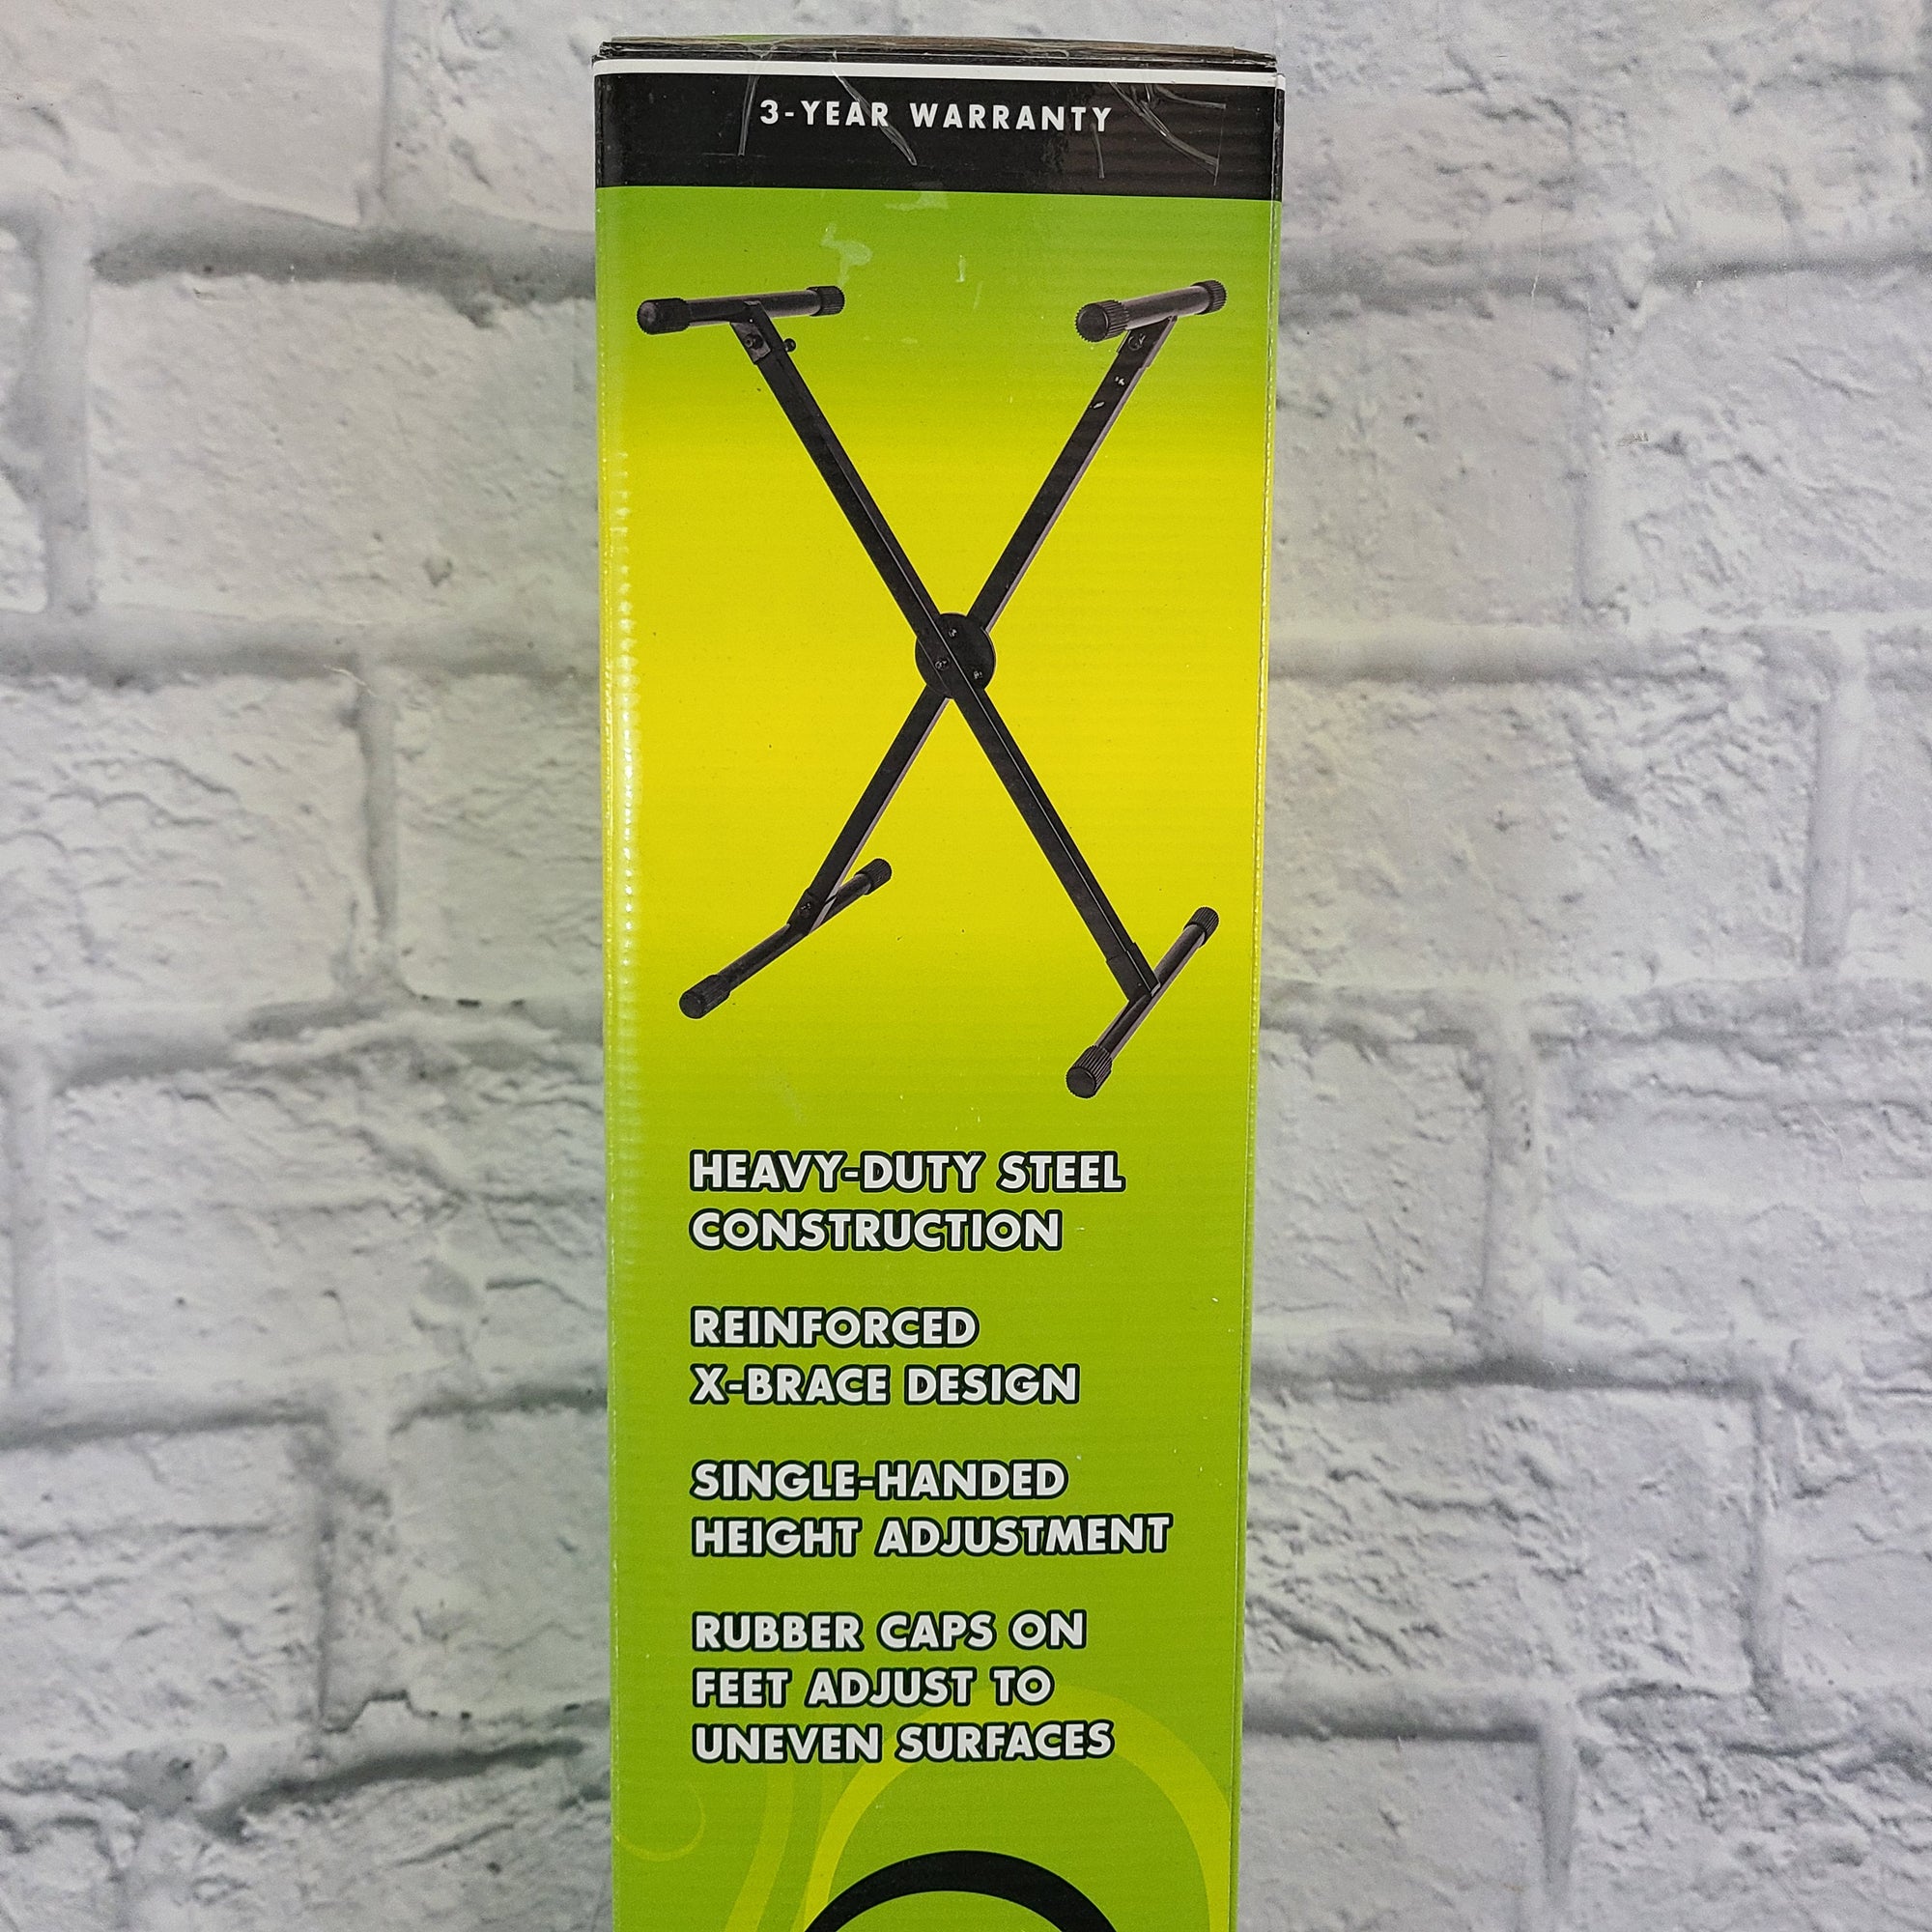 3-YEAR WARRANTY
HEAVY-DUTY STEEL
CONSTRUCTION
REINFORCED
X-BRACE DESIGN
SINGLE-HANDED
HEIGHT ADJUSTMENT
RUBBER CAPS ON
FEET ADJUST TO
UNEVEN SURFACES